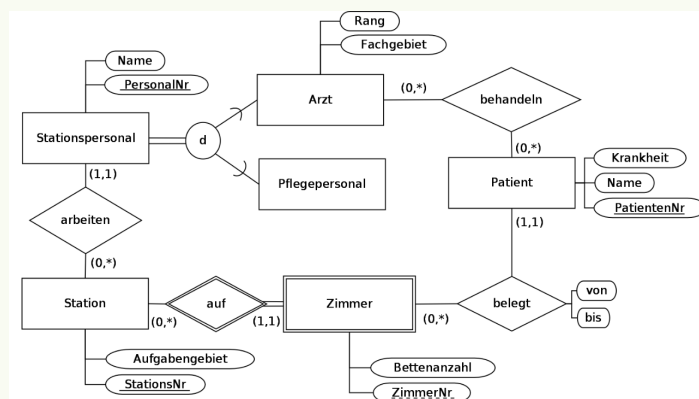 Rang
Fachgebiet
Name
PersonalNr
Arzt
(0,*)
behandeln
Stationspersonal
d
(0,*)
Krankheit
Pflegepersonal
Patient
Name
(1,1)
PatientenNr
arbeiten
(1,1)
(0,*)
Station
auf
Zimmer
belegt
von
(0,*)
(1,1)
(0,*)
bis
Aufgabengebiet
Bettenanzahl
StationsNr
ZimmerNr